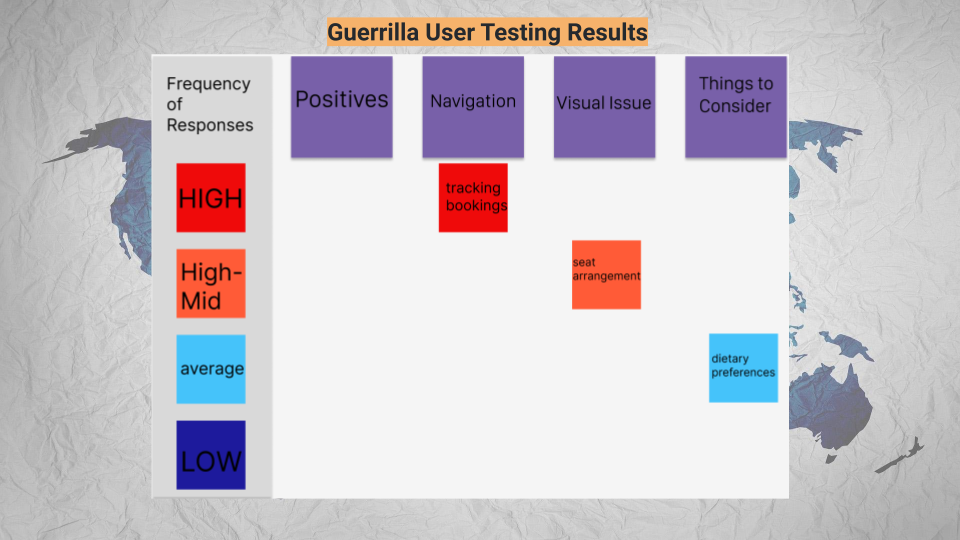 Guerrilla User Testing Results
Frequency
of
Responses
Positives
Navigation
Visual Issue
Things to
Consider
HIGH
tracking
bookings
High-
Mid
seat
arrangement
average
dietary
preferences
LOW